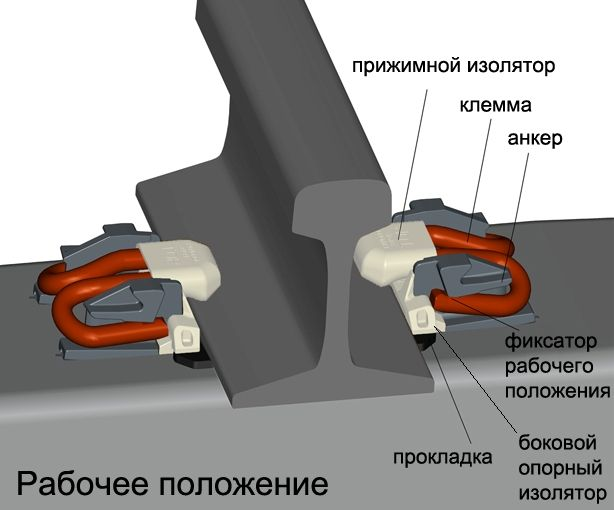 прижимной изолятор
клемма
анкер
фиксатор
рабочего
положения
прокладка
боковой
опорный
изолятор
Рабочее положение